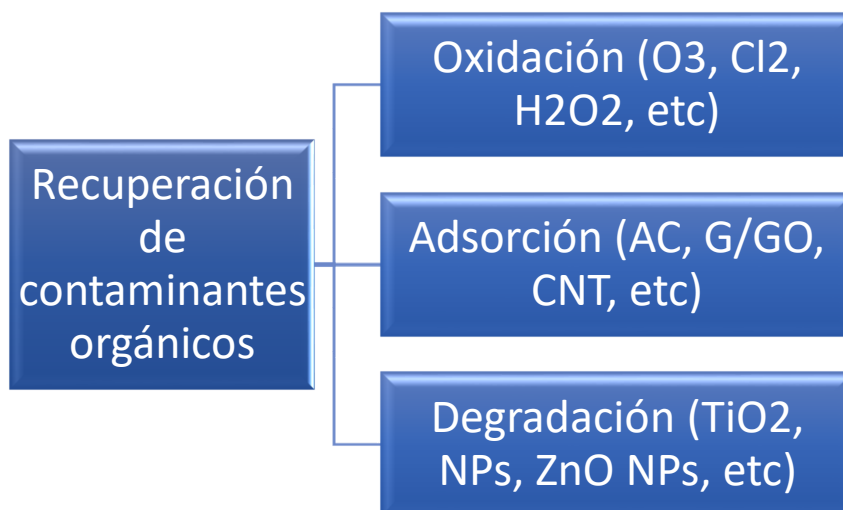 Recuperación
de
contaminantes
orgánicos
Oxidación (O3, Cl2,
H2O2, etc)
Adsorción (AC, G/GO,
CNT, etc)
Degradación (TiO2,
NPs, ZnO NPs, etc)